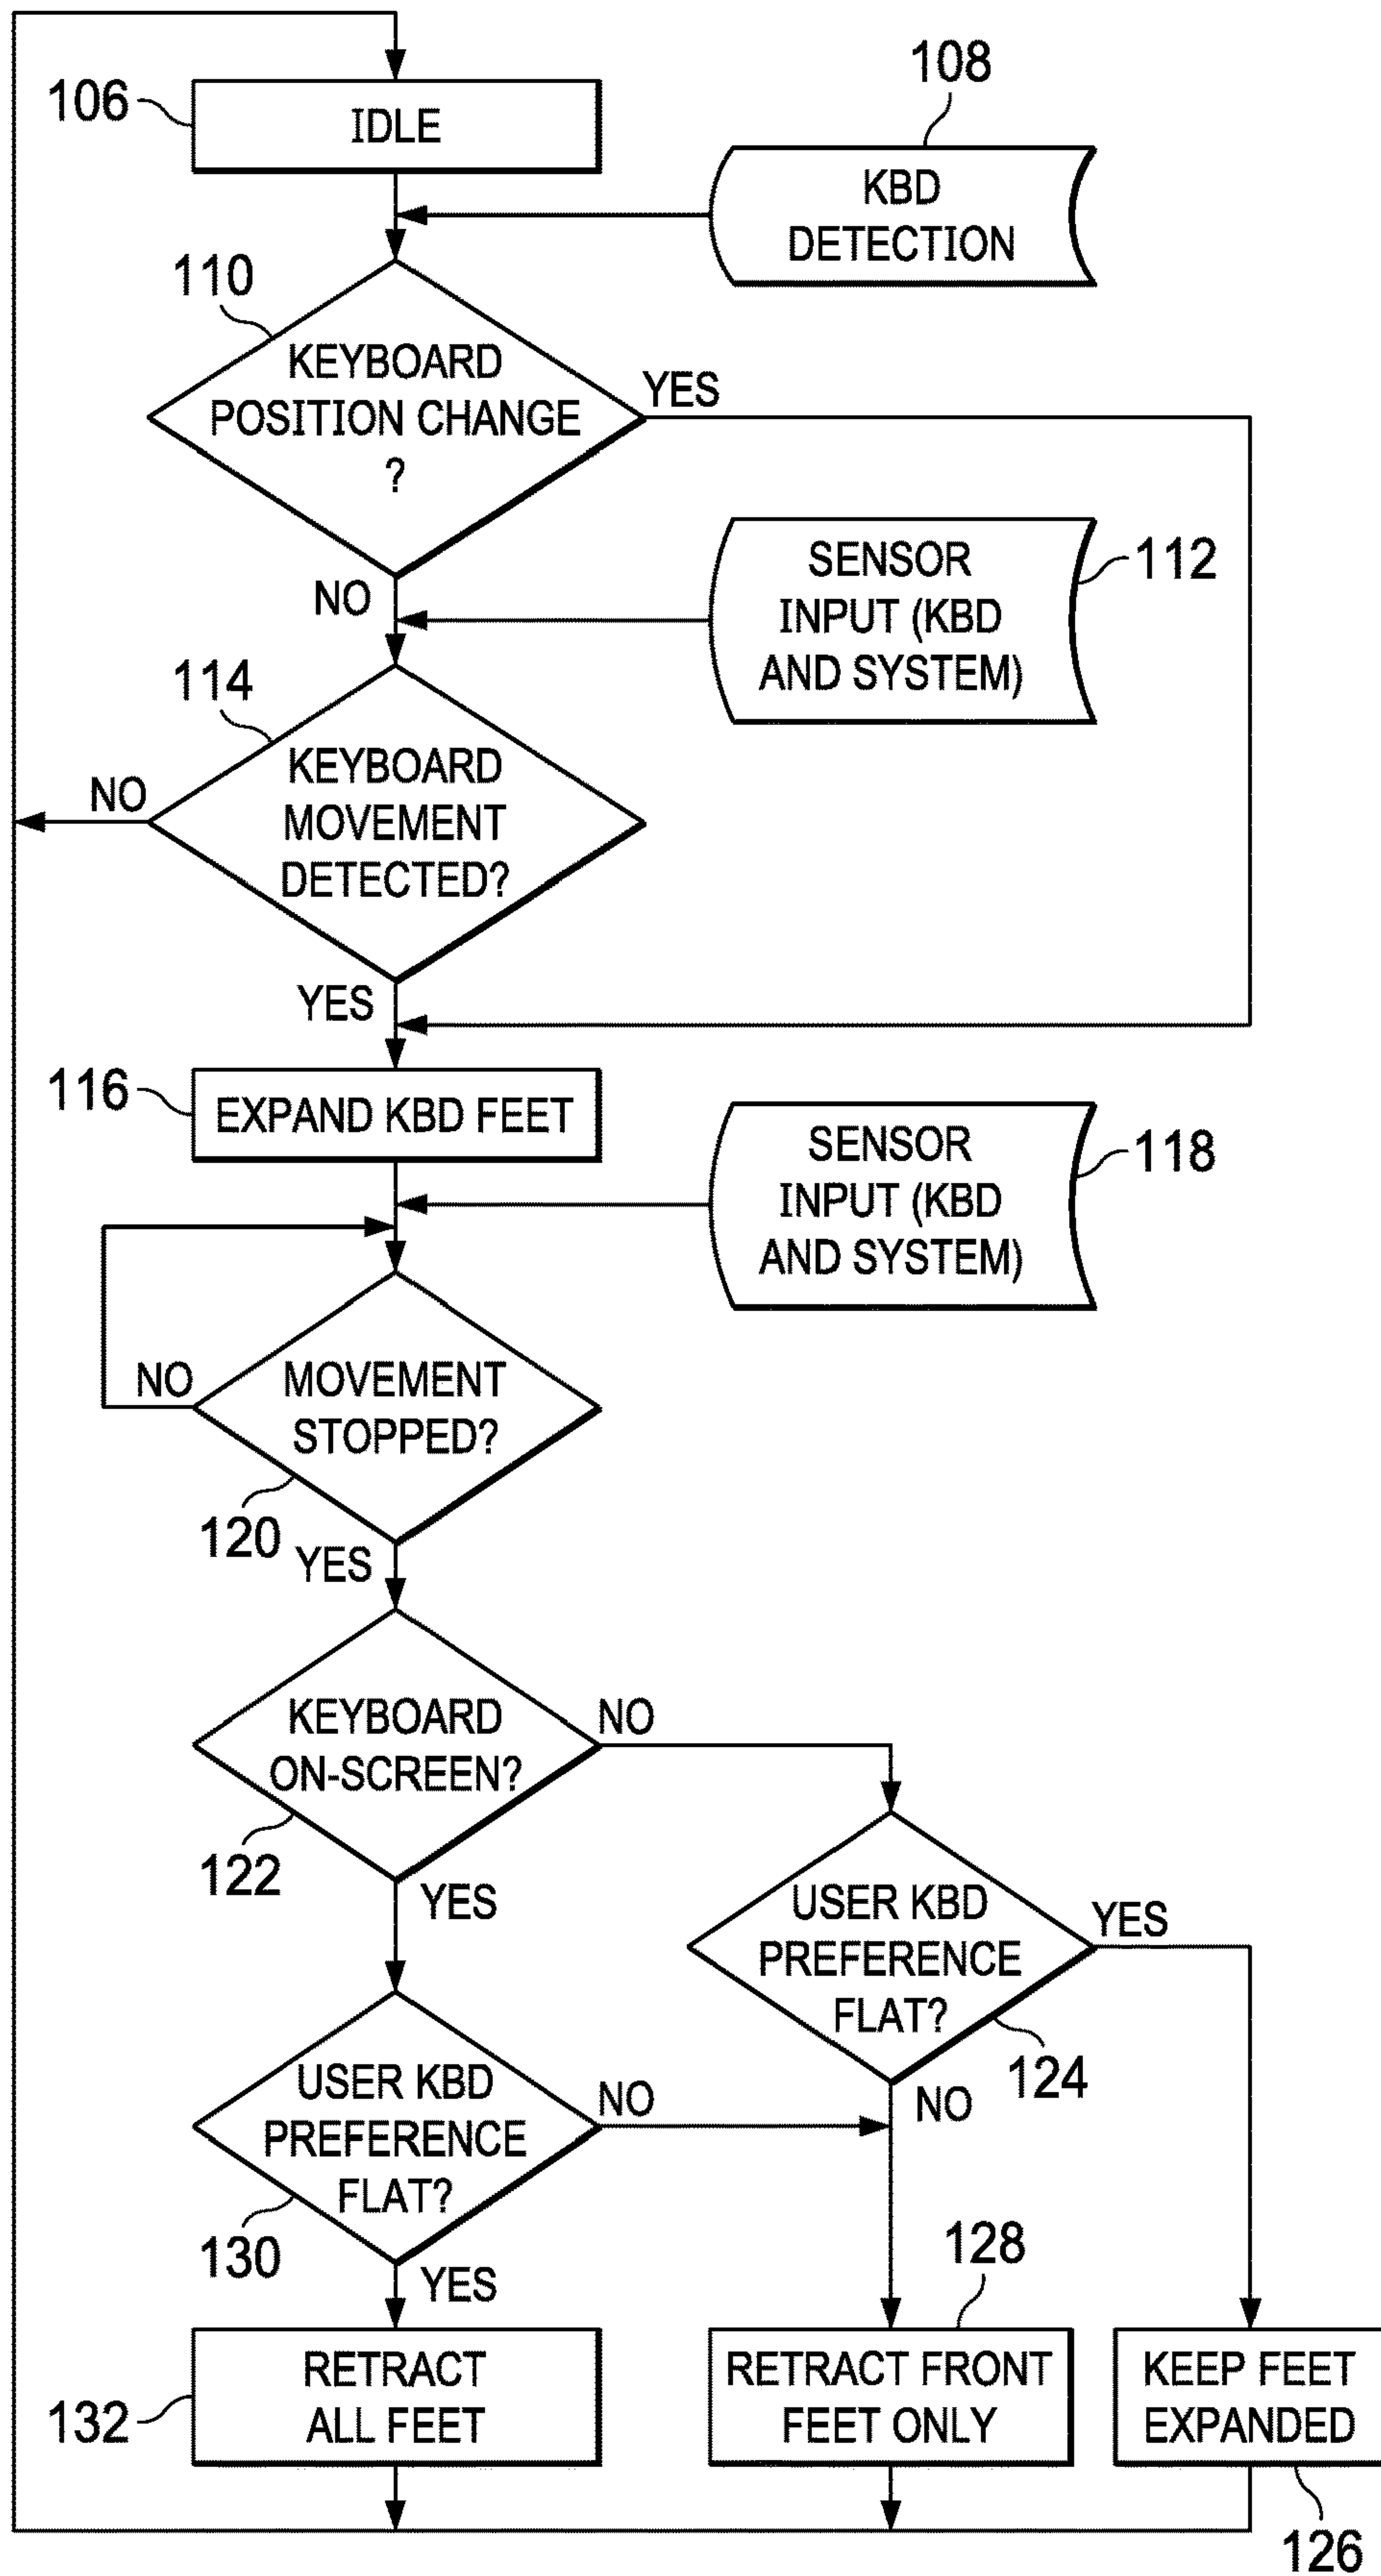 106
IDLE
108
KBD
DETECTION
110
KEYBOARD
POSITION CHANGE
?
YES
NO
112
SENSOR
INPUT (KBD
AND SYSTEM)
114
KEYBOARD
MOVEMENT
DETECTED?
NO
YES
116
EXPAND KBD FEET
118
SENSOR
INPUT (KBD
AND SYSTEM)
NO
MOVEMENT
STOPPED?
120
YES
KEYBOARD
ON-SCREEN?
NO
122
YES
USER KBD
PREFERENCE
FLAT?
YES
124
NO
USER KBD
PREFERENCE
FLAT?
NO
130
YES
128
132
RETRACT
ALL FEET
RETRACT FRONT
FEET ONLY
KEEP FEET
EXPANDED
126